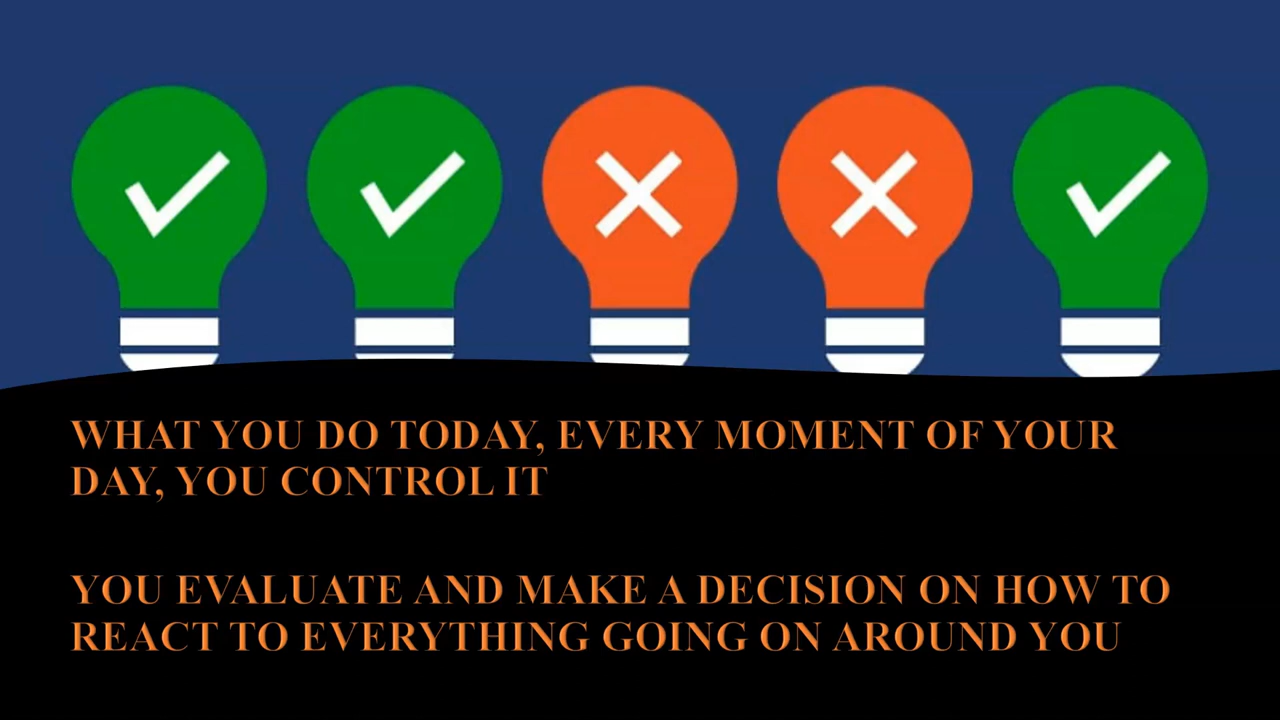 WHAT YOU DO TODAY, EVERY MOMENT OF YOUR
DAY, YOU CONTROL IT
YOU EVALUATE AND MAKE A DECISION ON HOW TO
REACT TO EVERYTHING GOING ON AROUND YOU